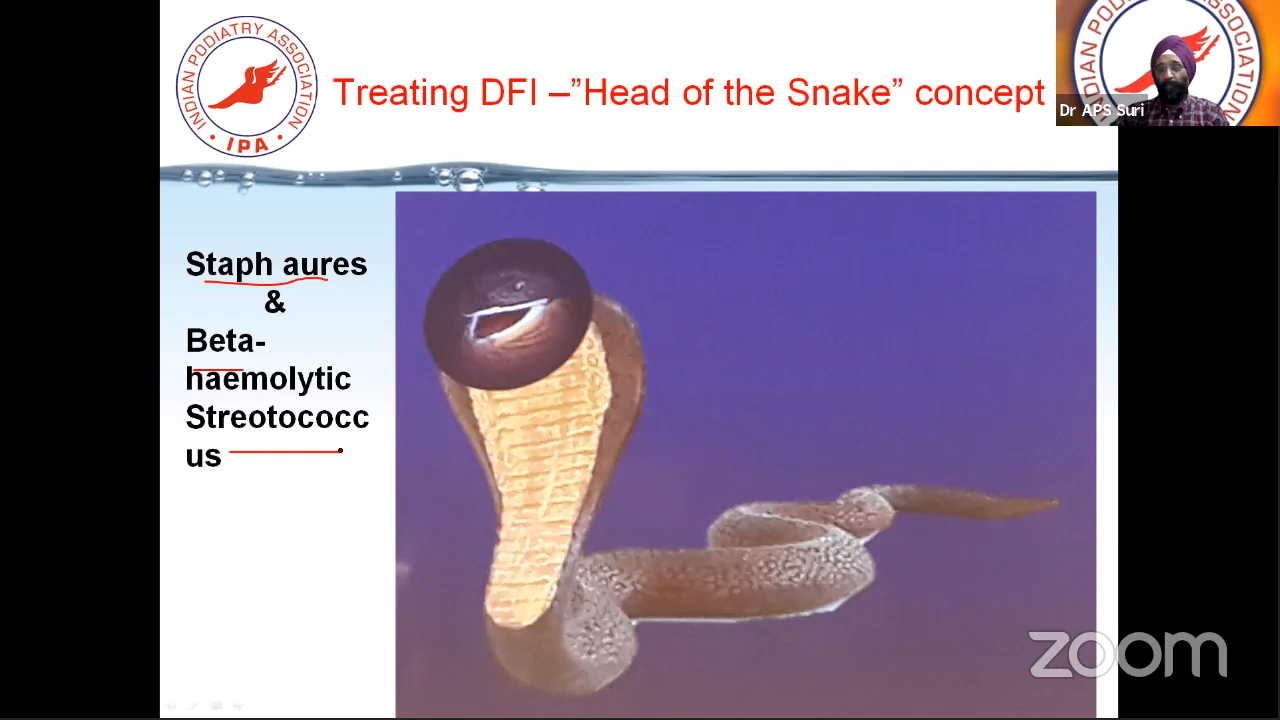 INDIAN PODIATRY ASSOCIATION
• IPA •
Treating DFI –”Head of the Snake” concept
Dr APS Suri
Staph aures
&
Beta-
haemolytic
Streotococc
us
zoom